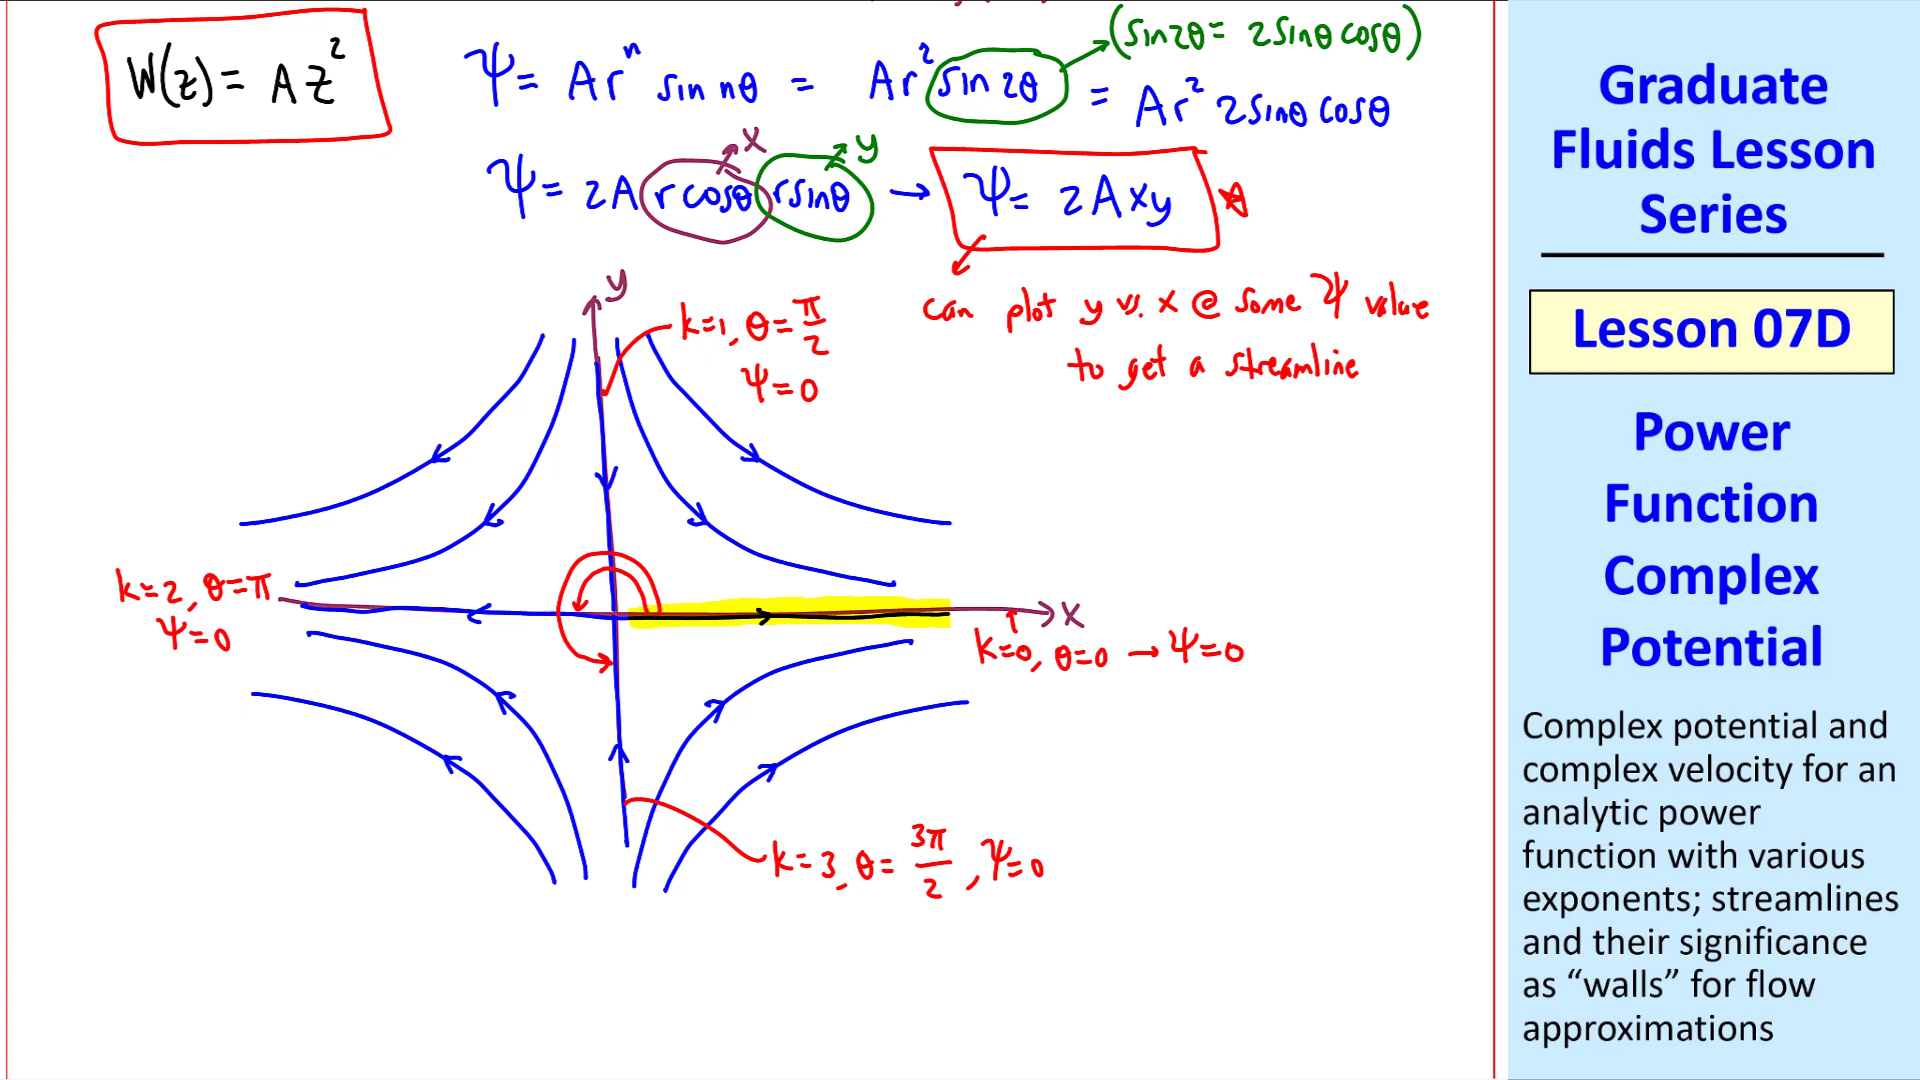 W(z) = Az²
Ψ = Arⁿ sin nθ = Ar² sin 2θ = Ar² 2sinθ cosθ
(sin2θ = 2sinθ cosθ)
x
y
Ψ = 2A r cosθ r sinθ → Ψ = 2Axy
can plot y vs. x @ some Ψ value
to get a streamline
y
k=1, θ=π/2
Ψ=0
k=2, θ=π
Ψ=0
x
k=0, θ=0 → Ψ=0
k=3, θ=3π/2, Ψ=0
Graduate
Fluids Lesson
Series
Lesson 07D
Power
Function
Complex
Potential
Complex potential and
complex velocity for an
analytic power
function with various
exponents; streamlines
and their significance
as “walls” for flow
approximations